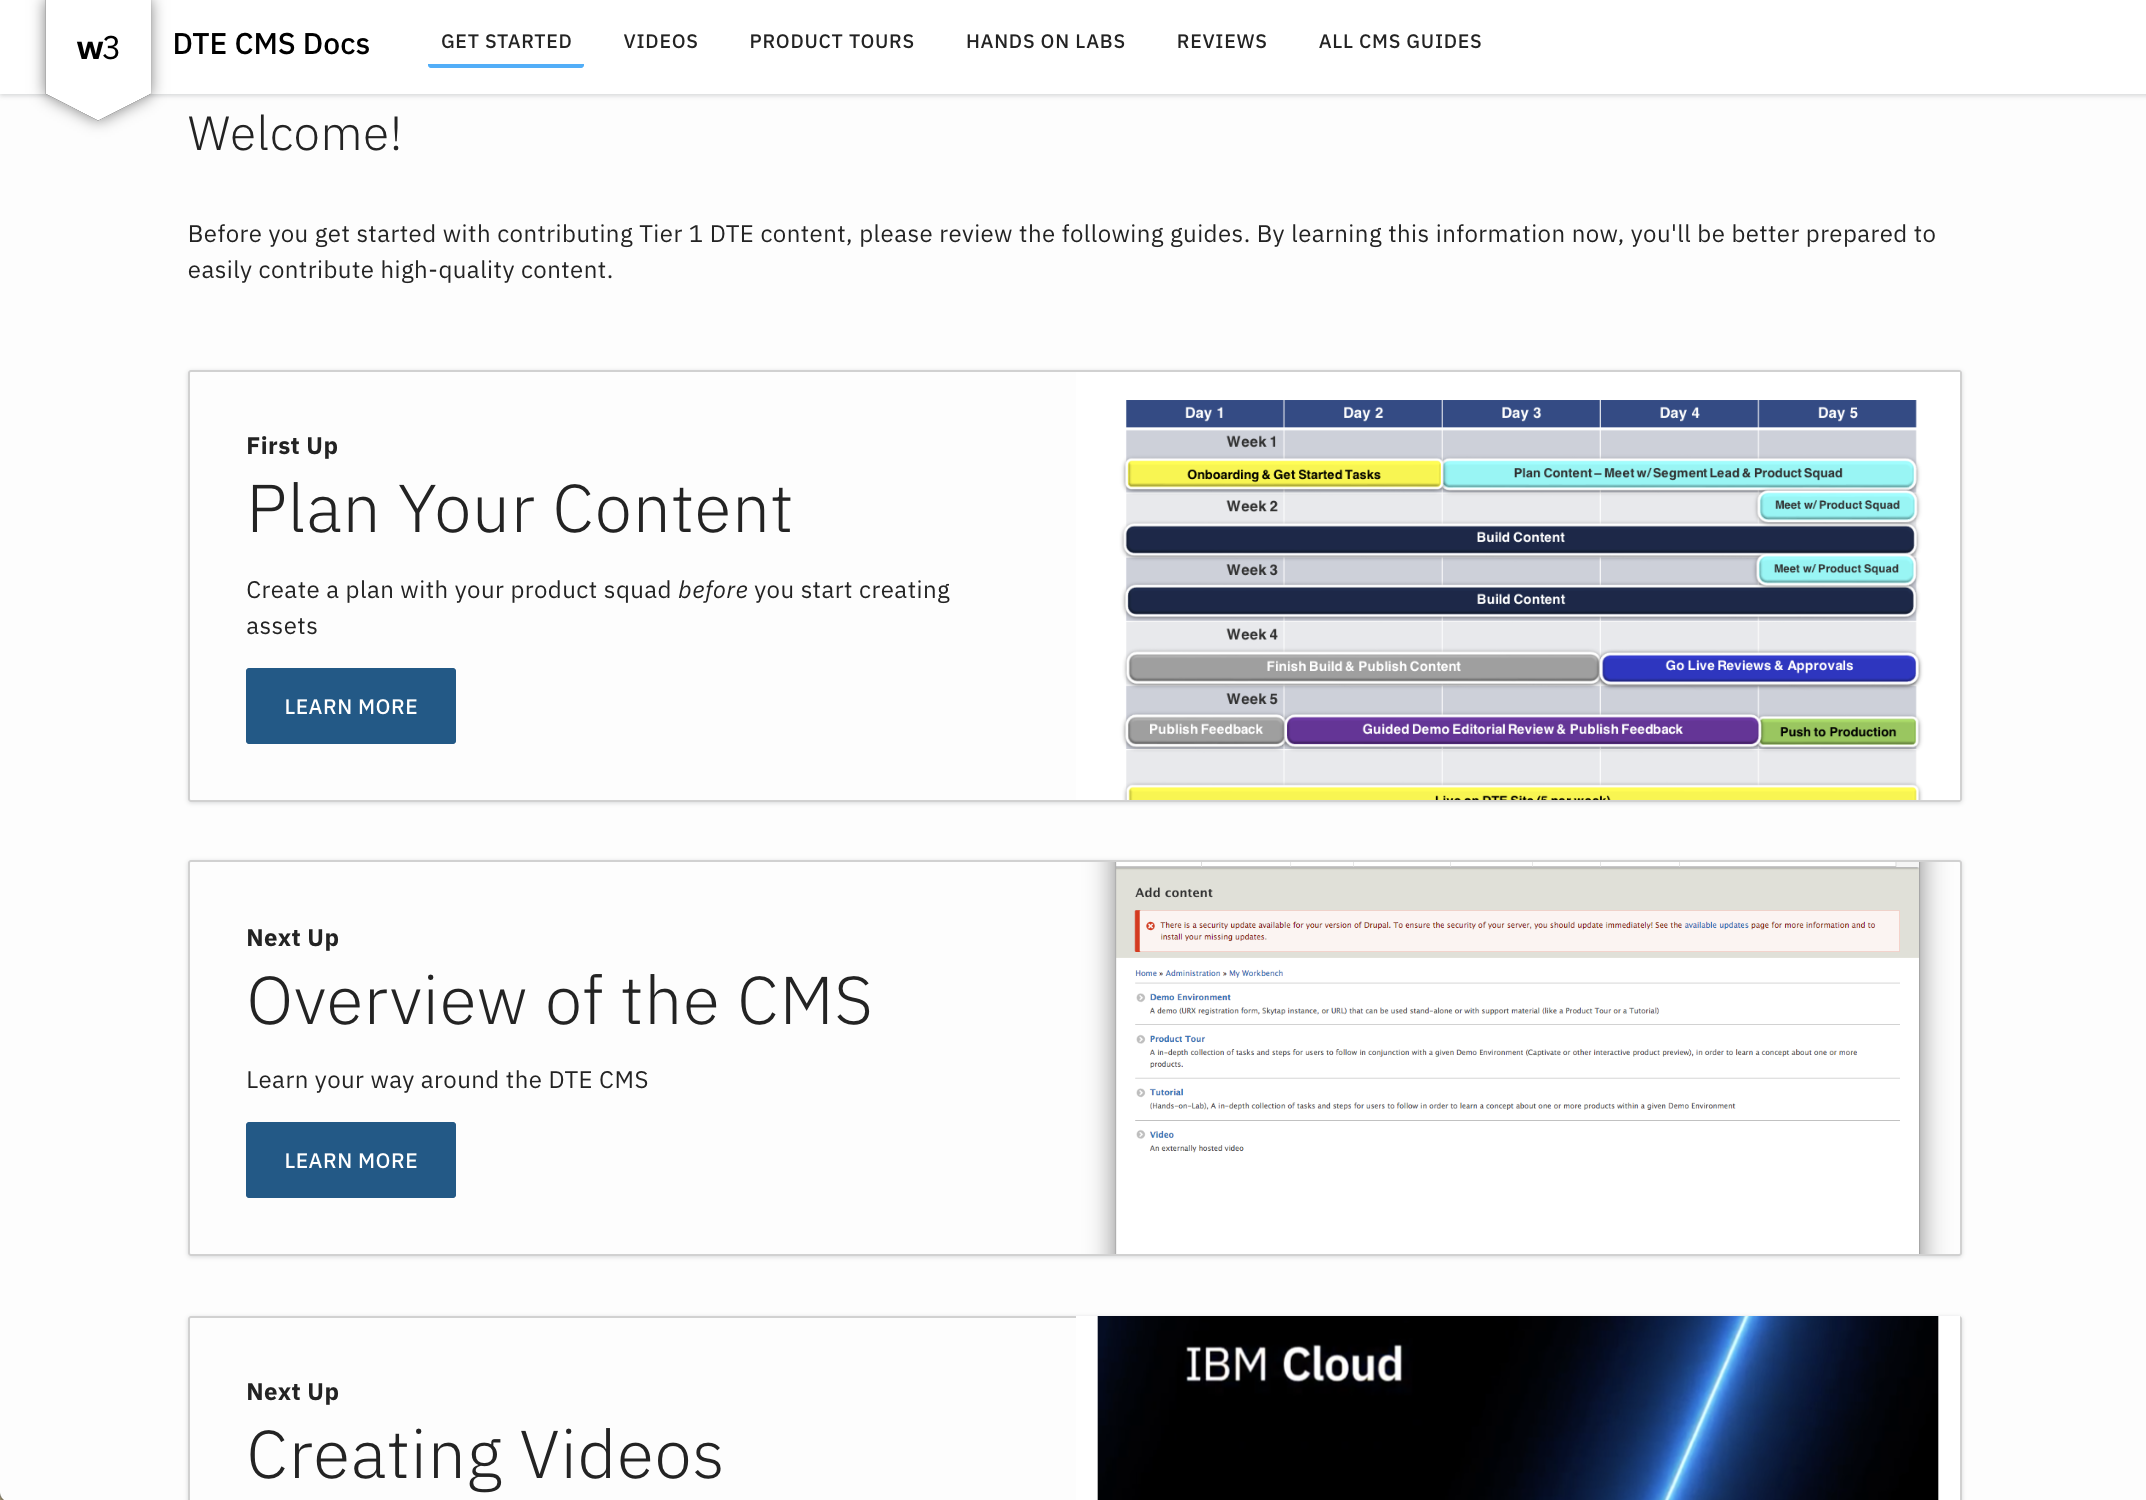 w3
DTE CMS Docs
GET STARTED
VIDEOS
PRODUCT TOURS
HANDS ON LABS
REVIEWS
ALL CMS GUIDES
Welcome!
Before you get started with contributing Tier 1 DTE content, please review the following guides. By learning this information now, you'll be better prepared to
easily contribute high-quality content.
First Up
Plan Your Content
Create a plan with your product squad before you start creating
assets
LEARN MORE
Day 1
Day 2
Day 3
Day 4
Day 5
Week 1
Onboarding & Get Started Tasks
Plan Content – Meet w/ Segment Lead & Product Squad
Week 2
Meet w/ Product Squad
Build Content
Week 3
Meet w/ Product Squad
Build Content
Week 4
Finish Build & Publish Content
Go Live Reviews & Approvals
Week 5
Publish Feedback
Guided Demo Editorial Review & Publish Feedback
Push to Production
Live on DTE Site (5 per week)
Next Up
Overview of the CMS
Learn your way around the DTE CMS
LEARN MORE
Add content
There is a security update available for your version of Drupal. To ensure the security of your server, you should update immediately! See the available updates page for more information and to
install your missing updates.
Home » Administration » My Workbench
Demo Environment
A demo (URX registration form, Skytap instance, or URL) that can be used stand-alone or with support material (like a Product Tour or a Tutorial)
Product Tour
A in-depth collection of tasks and steps for users to follow in conjunction with a given Demo Environment (Captivate or other interactive product preview), in order to learn a concept about one or more
products.
Tutorial
(Hands-on-Lab), A in-depth collection of tasks and steps for users to follow in order to learn a concept about one or more products within a given Demo Environment
Video
An externally hosted video
Next Up
Creating Videos
IBM Cloud